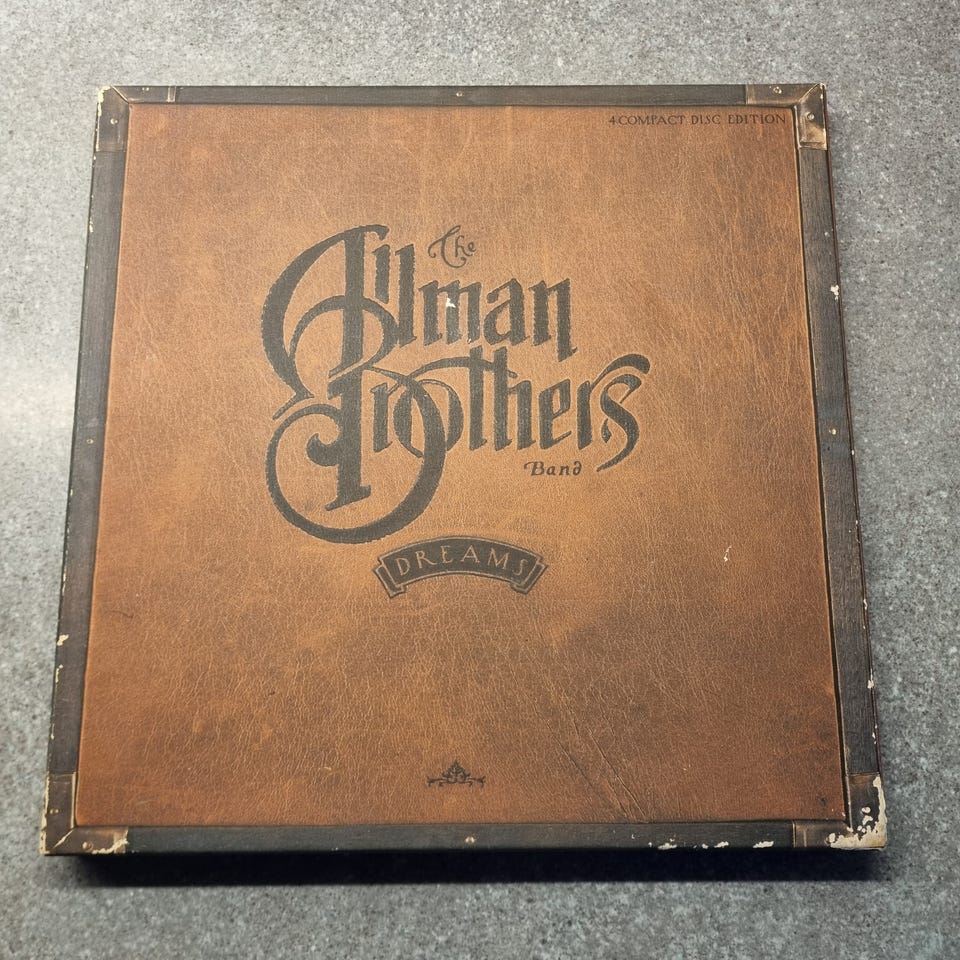 4 COMPACT DISC EDITION
The
Allman
Brothers
Band
DREAMS